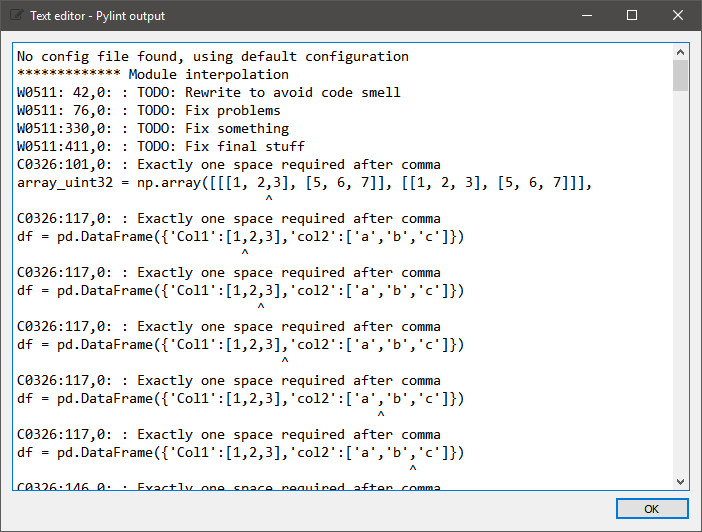 Text editor - Pylint output
No config file found, using default configuration
************* Module interpolation
W0511: 42,0: : TODO: Rewrite to avoid code smell
W0511: 76,0: : TODO: Fix problems
W0511:330,0: : TODO: Fix something
W0511:411,0: : TODO: Fix final stuff
C0326:101,0: : Exactly one space required after comma
array_uint32 = np.array([[[1, 2,3], [5, 6, 7]], [[1, 2, 3], [5, 6, 7]]],
                               ^
C0326:117,0: : Exactly one space required after comma
df = pd.DataFrame({'Col1':[1,2,3],'col2':['a','b','c']})
                            ^
C0326:117,0: : Exactly one space required after comma
df = pd.DataFrame({'Col1':[1,2,3],'col2':['a','b','c']})
                              ^
C0326:117,0: : Exactly one space required after comma
df = pd.DataFrame({'Col1':[1,2,3],'col2':['a','b','c']})
                                 ^
C0326:117,0: : Exactly one space required after comma
df = pd.DataFrame({'Col1':[1,2,3],'col2':['a','b','c']})
                                             ^
C0326:117,0: : Exactly one space required after comma
df = pd.DataFrame({'Col1':[1,2,3],'col2':['a','b','c']})
                                                 ^
C0326:146,0: : Exactly one space required after comma
OK